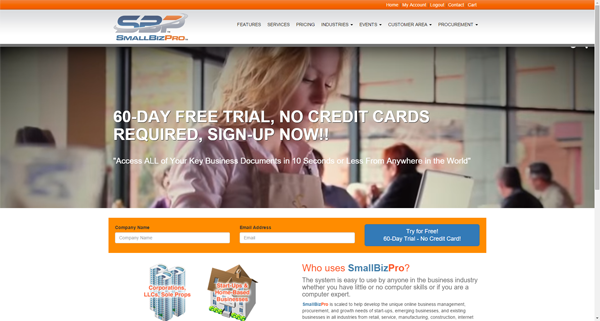 Home My Account Logout Contact Cart
SBP
SmallBizPro
FEATURES SERVICES PRICING INDUSTRIES EVENTS CUSTOMER AREA PROCUREMENT
60-DAY FREE TRIAL, NO CREDIT CARDS
REQUIRED, SIGN-UP NOW!!
"Access ALL of Your Key Business Documents in 10 Seconds or Less From Anywhere in the World"
Company Name Email Address
Company Name Email
Try for Free!
60-Day Trial - No Credit Card!
Corporations,
LLCs, Sole Props
Start-Ups &
Home-Based
Businesses
Who uses SmallBizPro?
The system is easy to use by anyone in the business industry
whether you have little or no computer skills or if you are a
computer expert.
SmallBizPro is scaled to help develop the unique online business management,
procurement, and growth needs of start-ups, emerging businesses, and existing
businesses in all industries from retail, service, manufacturing, construction, internet